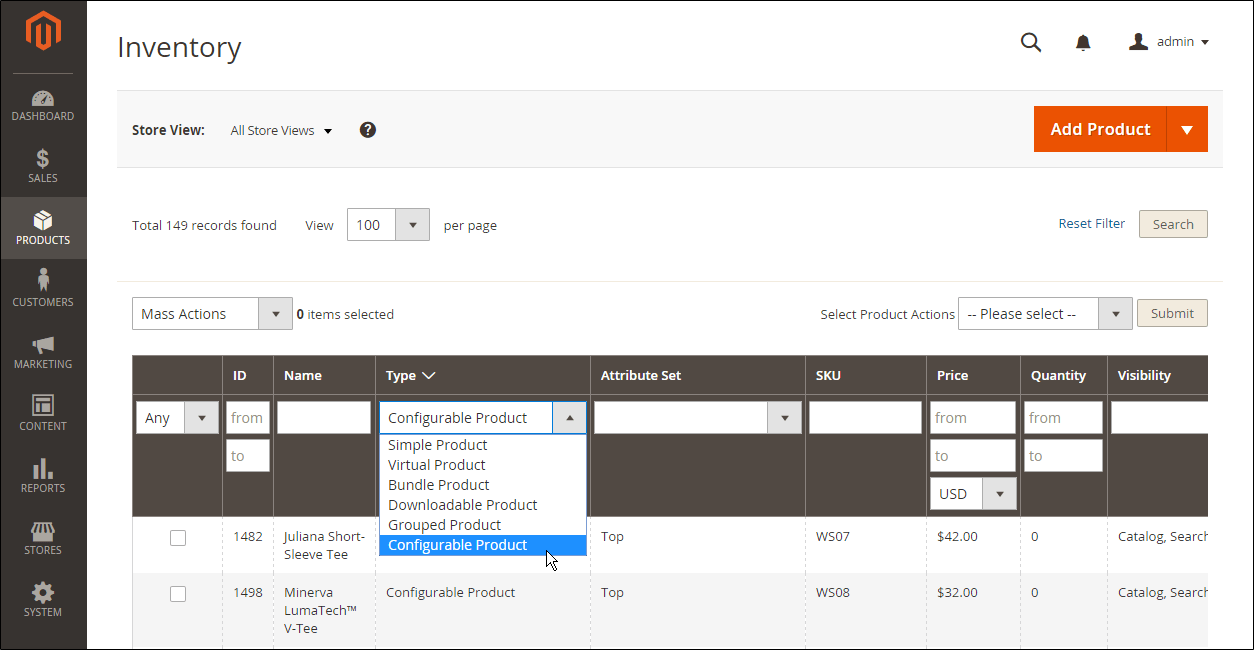 Inventory
admin
DASHBOARD
SALES
PRODUCTS
CUSTOMERS
MARKETING
CONTENT
REPORTS
STORES
SYSTEM
Store View: All Store Views ?
Add Product
Total 149 records found View 100 per page
Reset Filter Search
Mass Actions 0 items selected
Select Product Actions -- Please select -- Submit
ID Name Type Attribute Set SKU Price Quantity Visibility
Any from Configurable Product from from
to to to
USD
Simple Product
Virtual Product
Bundle Product
Downloadable Product
Grouped Product
Configurable Product
1482 Juliana Short- Top WS07 $42.00 0 Catalog, Search
Sleeve Tee
1498 Minerva Configurable Product Top WS08 $32.00 0 Catalog, Search
LumaTech™
V-Tee